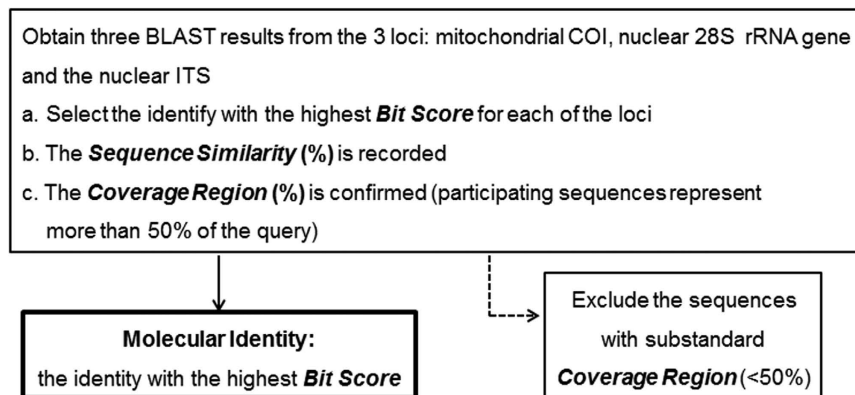 Obtain three BLAST results from the 3 loci: mitochondrial COI, nuclear 28S rRNA gene
and the nuclear ITS
a. Select the identify with the highest Bit Score for each of the loci
b. The Sequence Similarity (%) is recorded
c. The Coverage Region (%) is confirmed (participating sequences represent
more than 50% of the query)
Molecular Identity:
the identity with the highest Bit Score
Exclude the sequences
with substandard
Coverage Region (<50%)